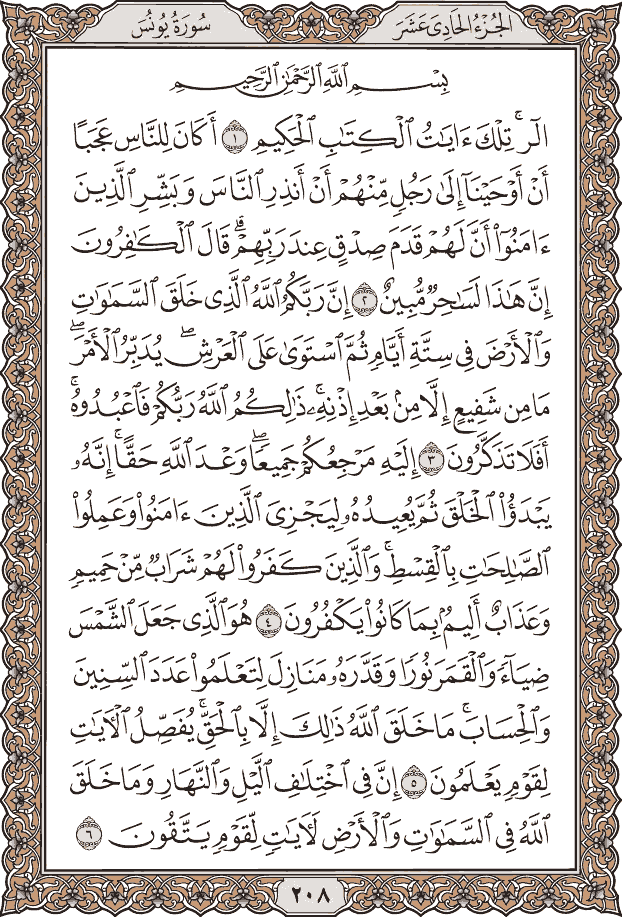 الجُزْءُ الحَادِىَ عَشَرَ
سُورَةُ يُونُسَ
بِسْمِ ٱللَّهِ ٱلرَّحْمَٰنِ ٱلرَّحِيمِ
الٓرۚ تِلْكَ ءَايَٰتُ ٱلْكِتَٰبِ ٱلْحَكِيمِ ١ أَكَانَ لِلنَّاسِ عَجَبًا
أَنْ أَوْحَيْنَآ إِلَىٰ رَجُلٍ مِّنْهُمْ أَنْ أَنذِرِ ٱلنَّاسَ وَبَشِّرِ ٱلَّذِينَ
ءَامَنُوٓا۟ أَنَّ لَهُمْ قَدَمَ صِدْقٍ عِندَ رَبِّهِمْۗ قَالَ ٱلْكَٰفِرُونَ
إِنَّ هَٰذَا لَسَٰحِرٌ مُّبِينٌ ٢ إِنَّ رَبَّكُمُ ٱللَّهُ ٱلَّذِى خَلَقَ ٱلسَّمَٰوَٰتِ
وَٱلْأَرْضَ فِى سِتَّةِ أَيَّامٍ ثُمَّ ٱسْتَوَىٰ عَلَى ٱلْعَرْشِۖ يُدَبِّرُ ٱلْأَمْرَۖ
مَا مِن شَفِيعٍ إِلَّا مِنۢ بَعْدِ إِذْنِهِۦۚ ذَٰلِكُمُ ٱللَّهُ رَبُّكُمْ فَٱعْبُدُوهُۚ
أَفَلَا تَذَكَّرُونَ ٣ إِلَيْهِ مَرْجِعُكُمْ جَمِيعًاۖ وَعْدَ ٱللَّهِ حَقًّاۚ إِنَّهُۥ
يَبْدَؤُا۟ ٱلْخَلْقَ ثُمَّ يُعِيدُهُۥ لِيَجْزِىَ ٱلَّذِينَ ءَامَنُوا۟ وَعَمِلُوا۟
ٱلصَّٰلِحَٰتِ بِٱلْقِسْطِۚ وَٱلَّذِينَ كَفَرُوا۟ لَهُمْ شَرَابٌ مِّنْ حَمِيمٍ
وَعَذَابٌ أَلِيمٌۢ بِمَا كَانُوا۟ يَكْفُرُونَ ٤ هُوَ ٱلَّذِى جَعَلَ ٱلشَّمْسَ
ضِيَآءً وَٱلْقَمَرَ نُورًا وَقَدَّرَهُۥ مَنَازِلَ لِتَعْلَمُوا۟ عَدَدَ ٱلسِّنِينَ
وَٱلْحِسَابَۚ مَا خَلَقَ ٱللَّهُ ذَٰلِكَ إِلَّا بِٱلْحَقِّۚ يُفَصِّلُ ٱلْءَايَٰتِ
لِقَوْمٍ يَعْلَمُونَ ٥ إِنَّ فِى ٱخْتِلَٰفِ ٱلَّيْلِ وَٱلنَّهَارِ وَمَا خَلَقَ
ٱللَّهُ فِى ٱلسَّمَٰوَٰتِ وَٱلْأَرْضِ لَءَايَٰتٍ لِّقَوْمٍ يَتَّقُونَ ٦
٢٠٨